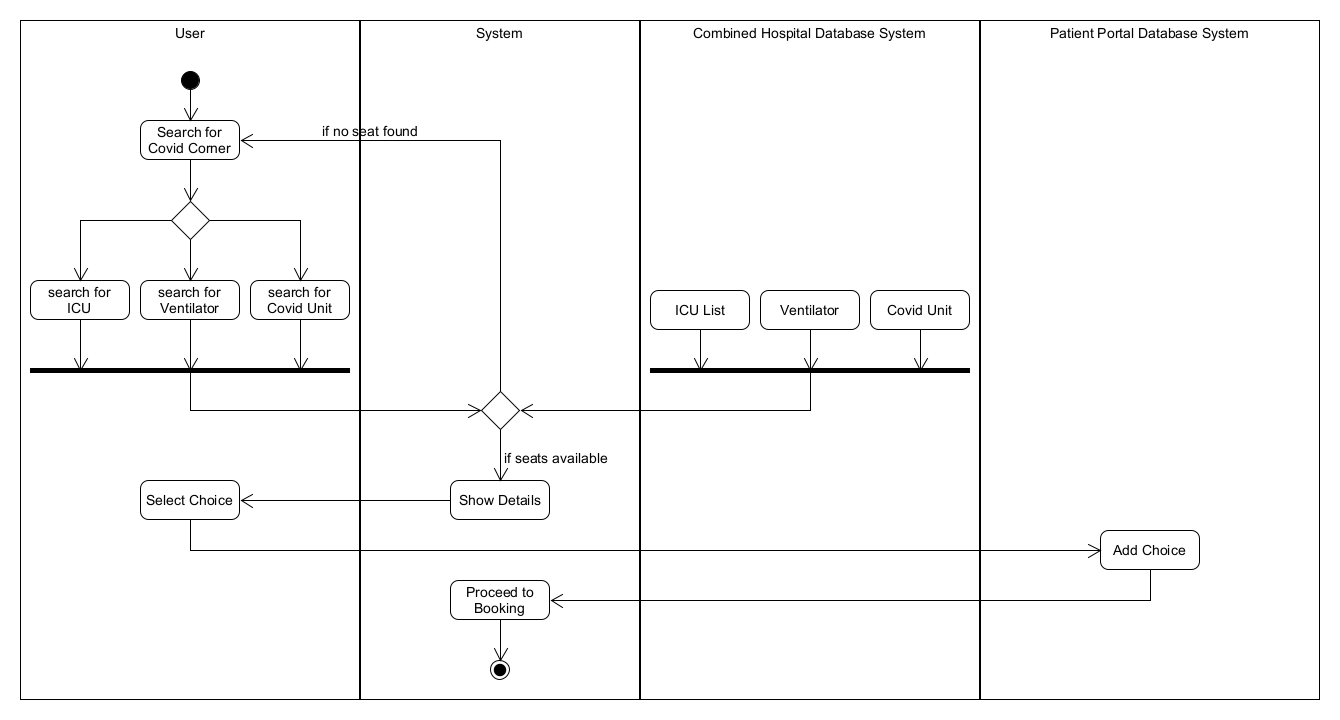 User
System
Combined Hospital Database System
Patient Portal Database System
Search for
Covid Corner
if no seat found
search for
ICU
search for
Ventilator
search for
Covid Unit
ICU List
Ventilator
Covid Unit
if seats available
Select Choice
Show Details
Add Choice
Proceed to
Booking